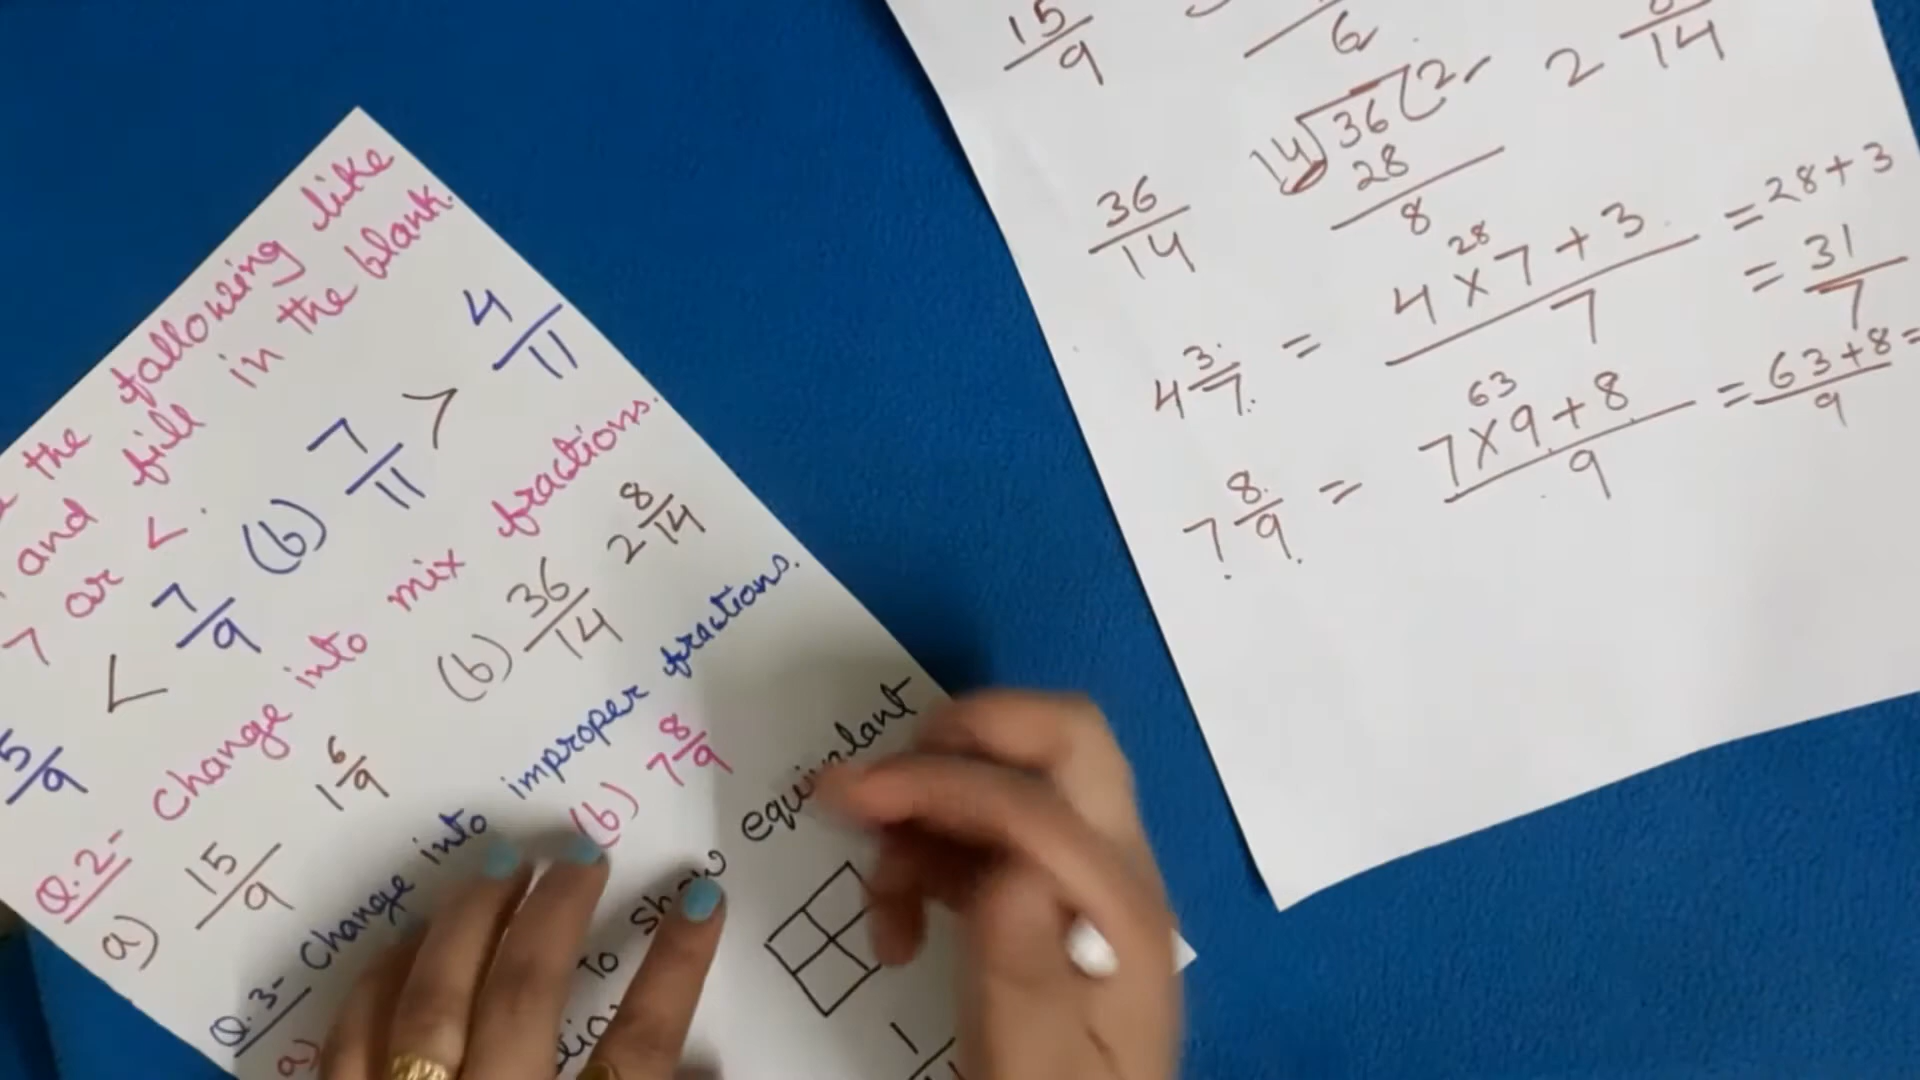 the following like
and fill in the blank.
7 or <.
5/9 < 7/9 (b) 7/11 > 4/11
Q.2- Change into mix fractions.
a) 15/9 1 6/9 (b) 36/14 2 8/14
Q.3- Change into improper fractions.
a) (b) 7 8/9
To show equivalant
1
15/9
6
2 /14
36/14
14√36(2
28
8
4 3/7 = 4 x 7 + 3 / 7 = 28 + 3
28
= 31/7
7 8/9 = 7 x 9 + 8 / 9 = 63 + 8 / 9 =
63